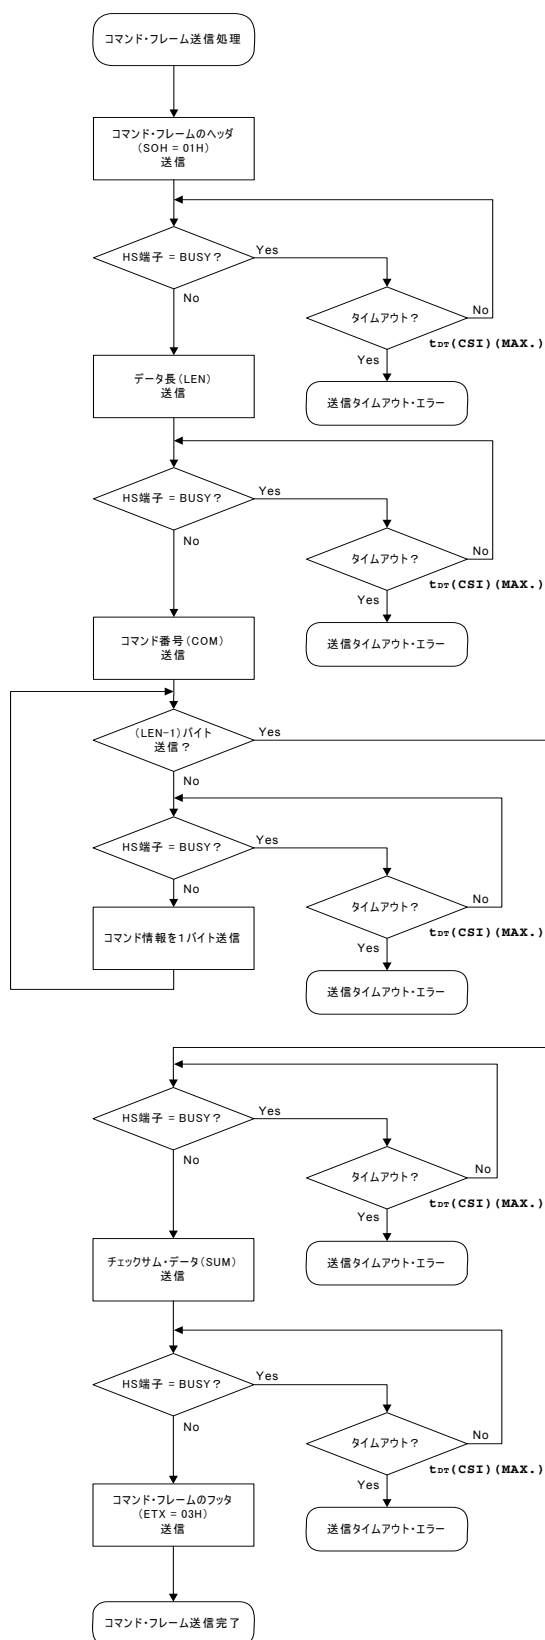 コマンド・フレーム送信処理
コマンド・フレームのヘッダ
(SOH = 01H)
送信
HS端子 = BUSY?
Yes
No
タイムアウト?
No
tDT(CSI)(MAX.)
Yes
送信タイムアウト・エラー
データ長(LEN)
送信
HS端子 = BUSY?
Yes
No
タイムアウト?
No
tDT(CSI)(MAX.)
Yes
送信タイムアウト・エラー
コマンド番号(COM)
送信
(LEN-1)バイト
送信?
Yes
No
HS端子 = BUSY?
Yes
No
タイムアウト?
No
tDT(CSI)(MAX.)
Yes
送信タイムアウト・エラー
コマンド情報を1バイト送信
HS端子 = BUSY?
Yes
No
タイムアウト?
No
tDT(CSI)(MAX.)
Yes
送信タイムアウト・エラー
チェックサム・データ(SUM)
送信
HS端子 = BUSY?
Yes
No
タイムアウト?
No
tDT(CSI)(MAX.)
Yes
送信タイムアウト・エラー
コマンド・フレームのフッタ
(ETX = 03H)
送信
コマンド・フレーム送信完了